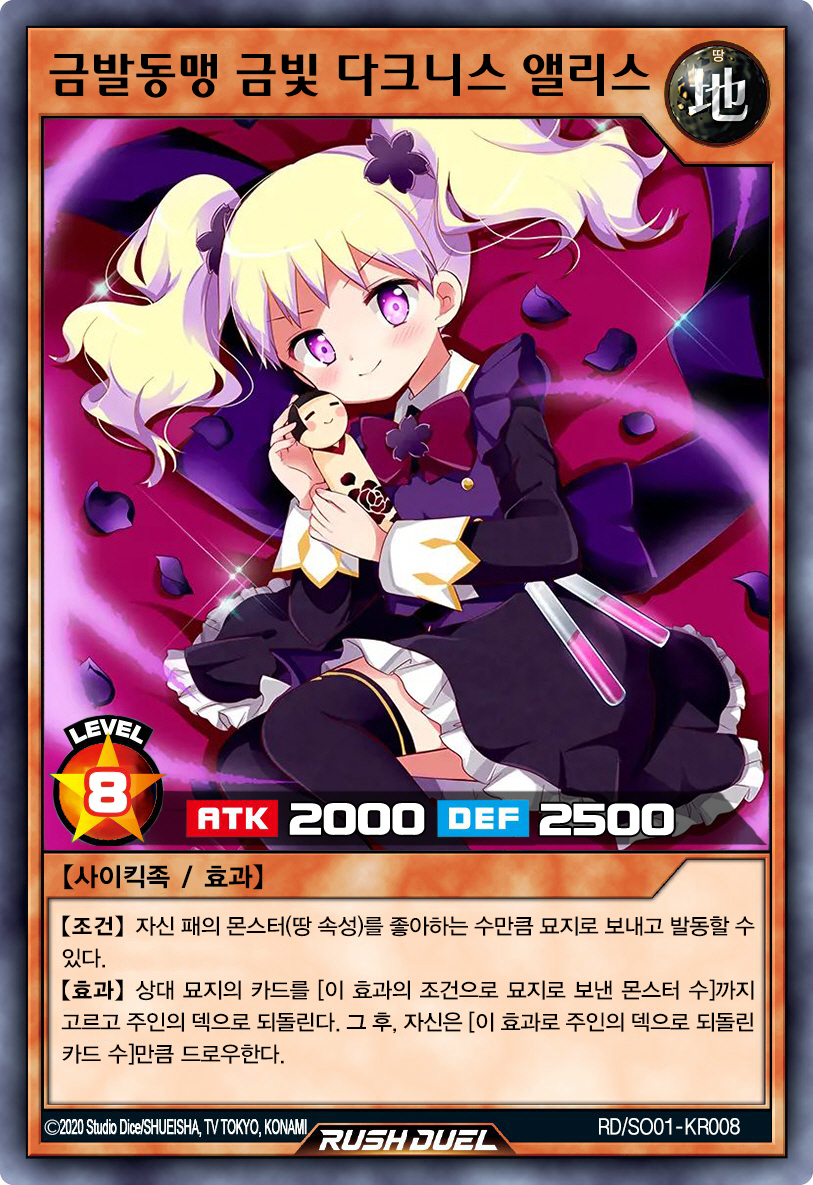 금발동맹 금빛 다크니스 앨리스
땅
地
LEVEL
8
ATK 2000 DEF 2500
【사이킥족 / 효과】
【조건】 자신 패의 몬스터(땅 속성)를 좋아하는 수만큼 묘지로 보내고 발동할 수
있다.
【효과】 상대 묘지의 카드를 [이 효과의 조건으로 묘지로 보낸 몬스터 수]까지
고르고 주인의 덱으로 되돌린다. 그 후, 자신은 [이 효과로 주인의 덱으로 되돌린
카드 수]만큼 드로우한다.
©2020 Studio Dice/SHUEISHA, TV TOKYO, KONAMI
RUSH DUEL
RD/SO01-KR008